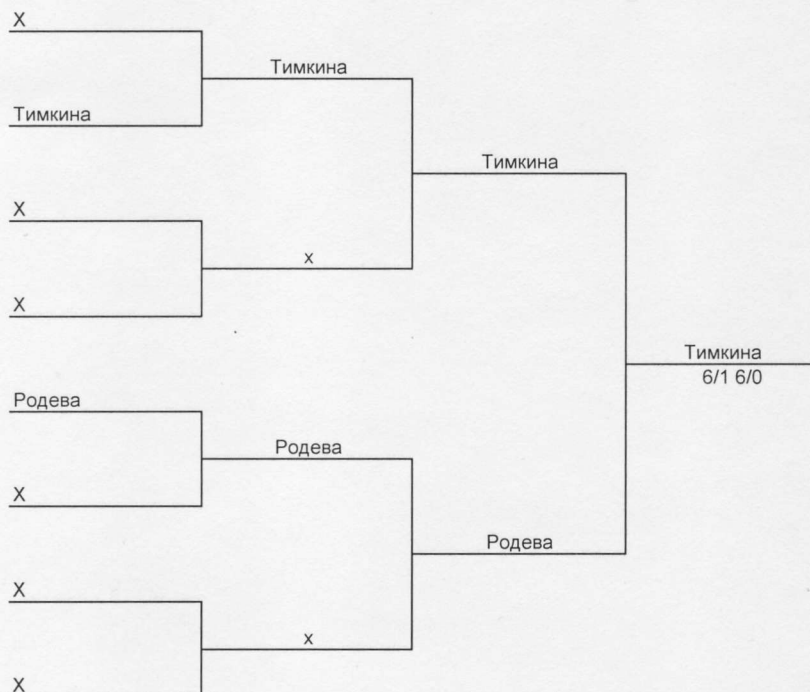 Х
Тимкина
Тимкина
Тимкина
Х
х
Х
Тимкина
6/1 6/0
Родева
Родева
Х
Родева
Х
х
Х